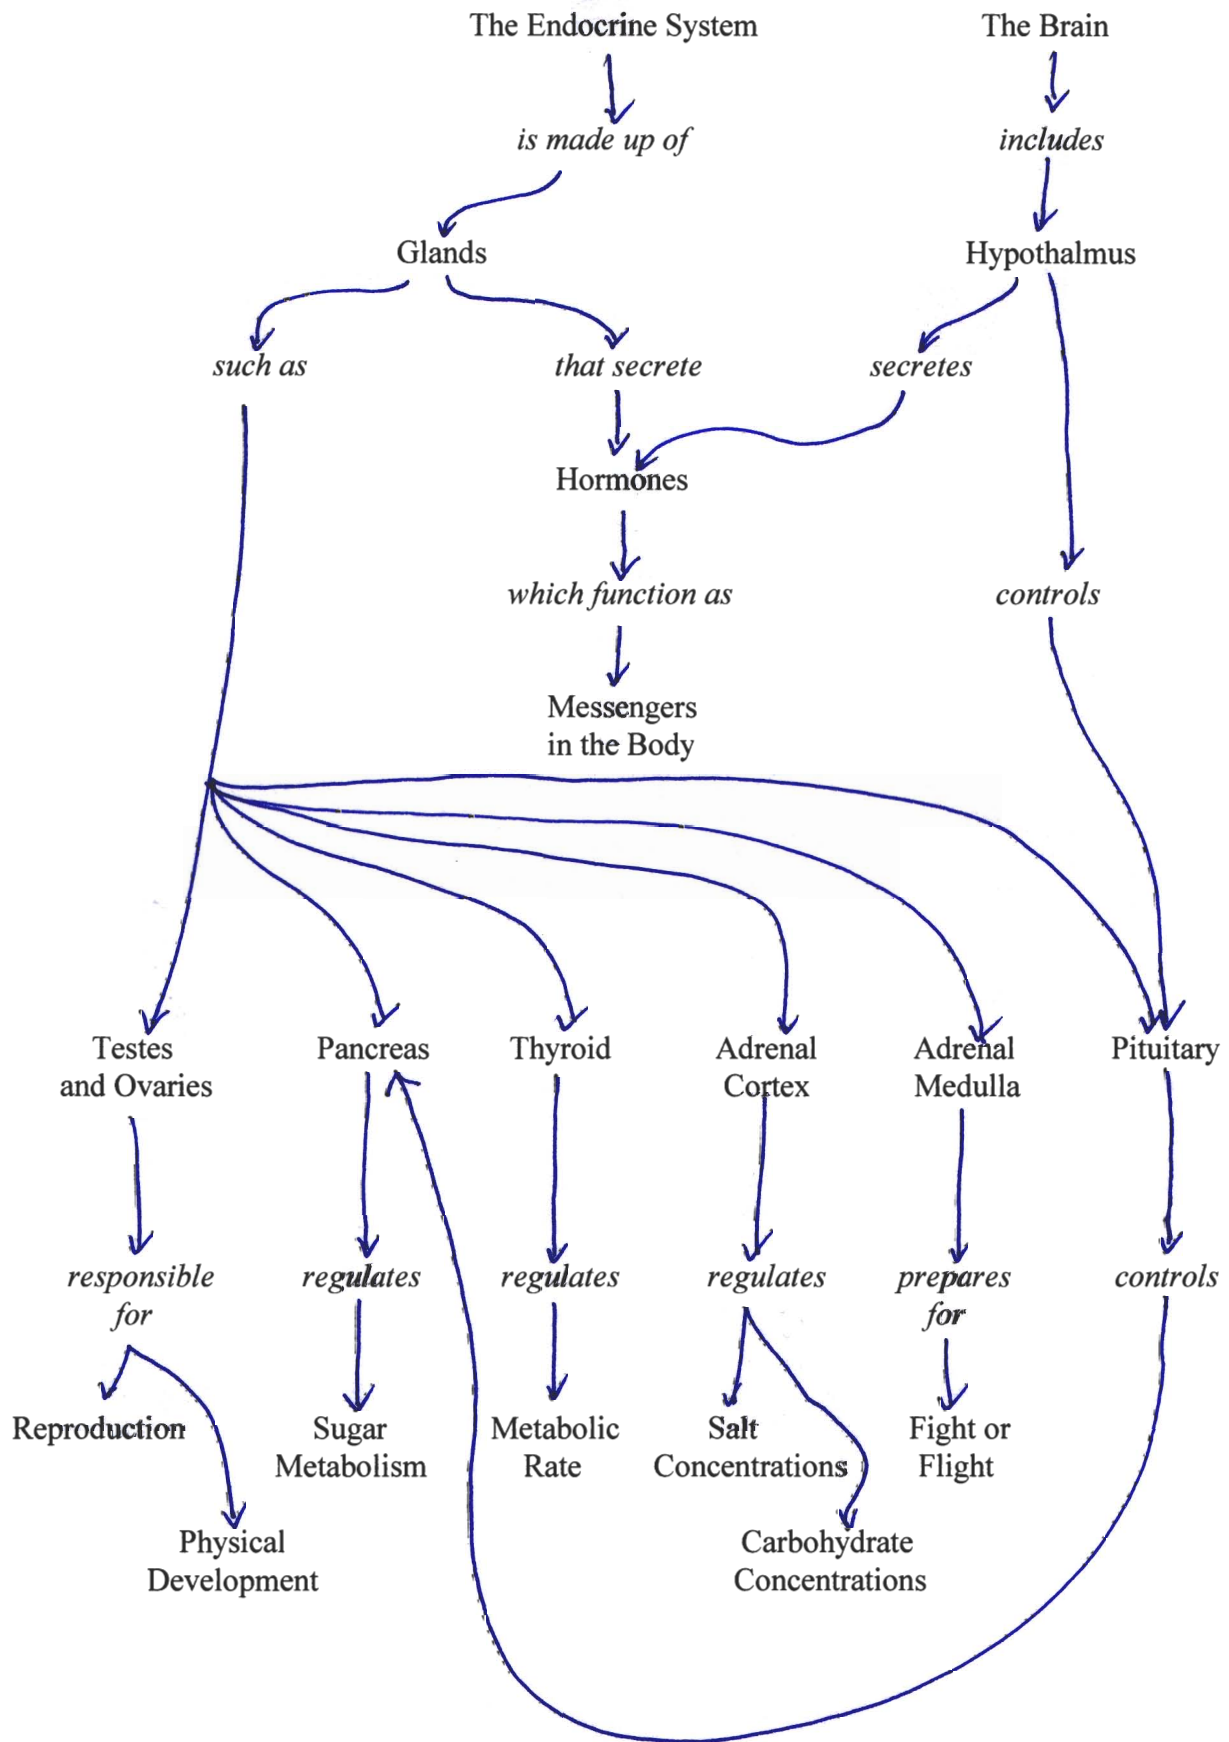 The Endocrine System
The Brain
is made up of
includes
Glands
Hypothalmus
such as
that secrete
secretes
Hormones
which function as
controls
Messengers
in the Body
Testes
and Ovaries
Pancreas
Thyroid
Adrenal
Cortex
Adrenal
Medulla
Pituitary
responsible
for
regulates
regulates
regulates
prepares
for
controls
Reproduction
Sugar
Metabolism
Metabolic
Rate
Salt
Concentrations
Fight or
Flight
Physical
Development
Carbohydrate
Concentrations